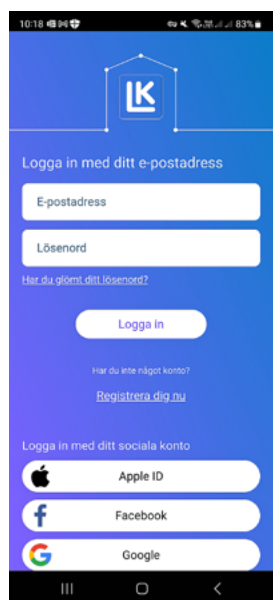 10:18
83%
LK
Logga in med ditt e-postadress
E-postadress
Lösenord
Har du glömt ditt lösenord?
Logga in
Har du inte något konto?
Registrera dig nu
Logga in med ditt sociala konto
Apple ID
Facebook
Google